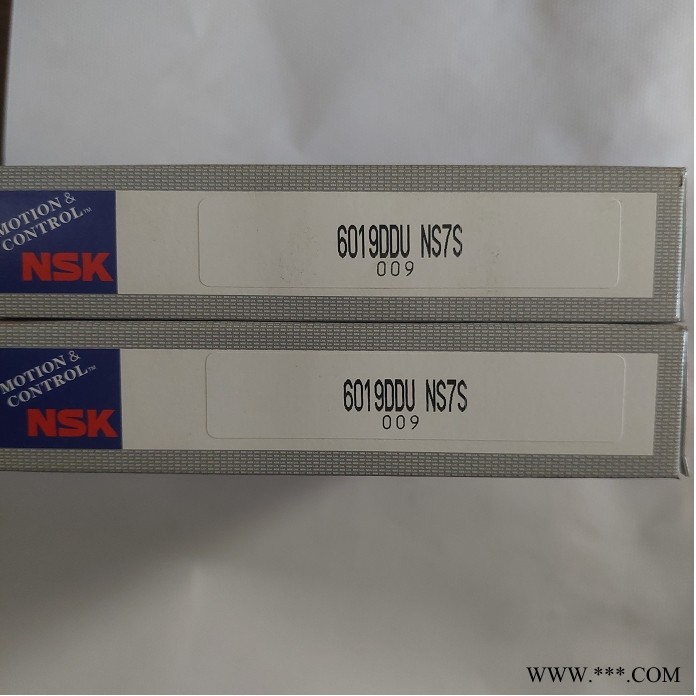 MOTION &
CONTROL™
NSK
6019DDU NS7S
009
MOTION &
CONTROL™
NSK
6019DDU NS7S
009
WWW.***.COM